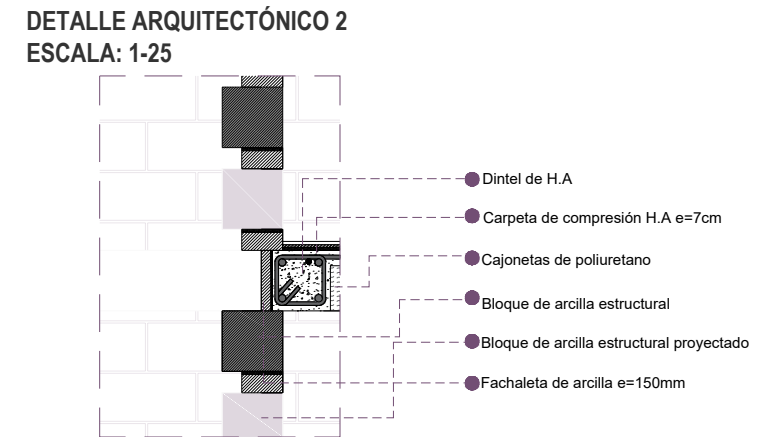 DETALLE ARQUITECTÓNICO 2
ESCALA: 1-25
Dintel de H.A
Carpeta de compresión H.A e=7cm
Cajonetas de poliuretano
Bloque de arcilla estructural
Bloque de arcilla estructural proyectado
Fachaleta de arcilla e=150mm